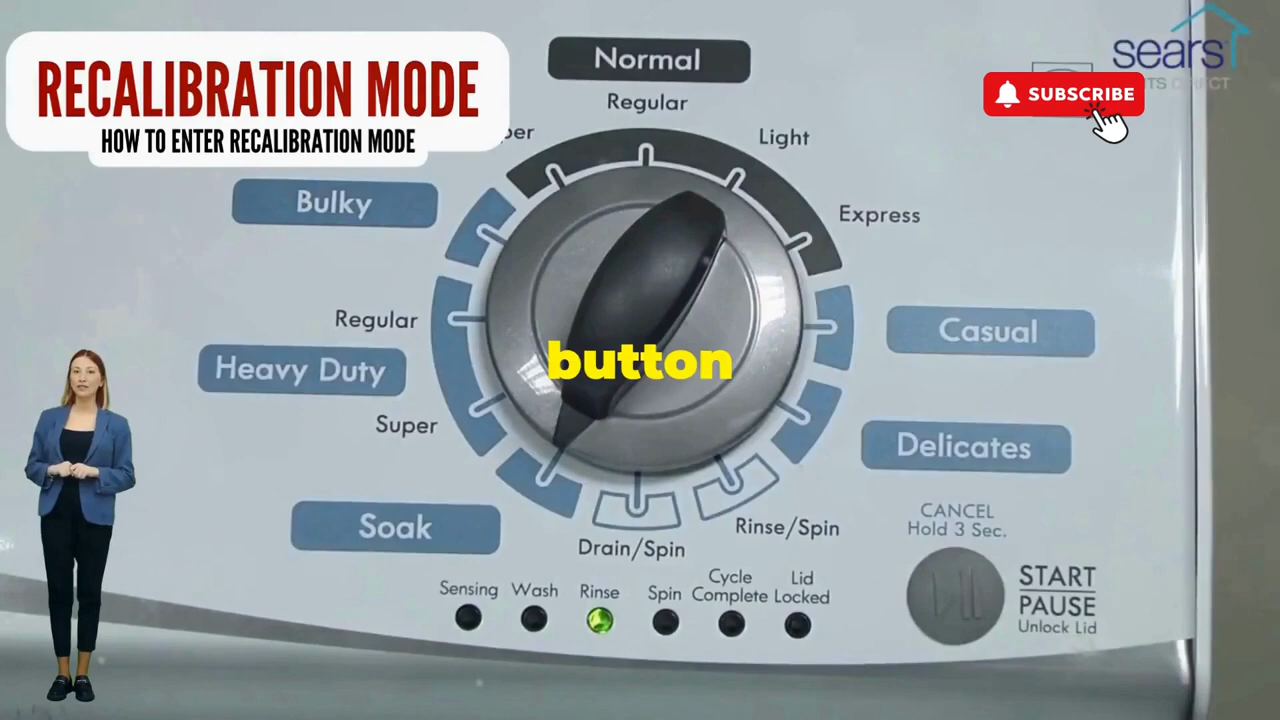 RECALIBRATION MODE
HOW TO ENTER RECALIBRATION MODE
sears
SUBSCRIBE
DIRECT
Normal
Regular
Light
Express
Bulky
Regular
Heavy Duty
Super
Casual
button
Delicates
Soak
Drain/Spin
Rinse/Spin
CANCEL
Hold 3 Sec.
Sensing
Wash
Rinse
Spin
Cycle
Complete
Lid
Locked
START
PAUSE
Unlock Lid